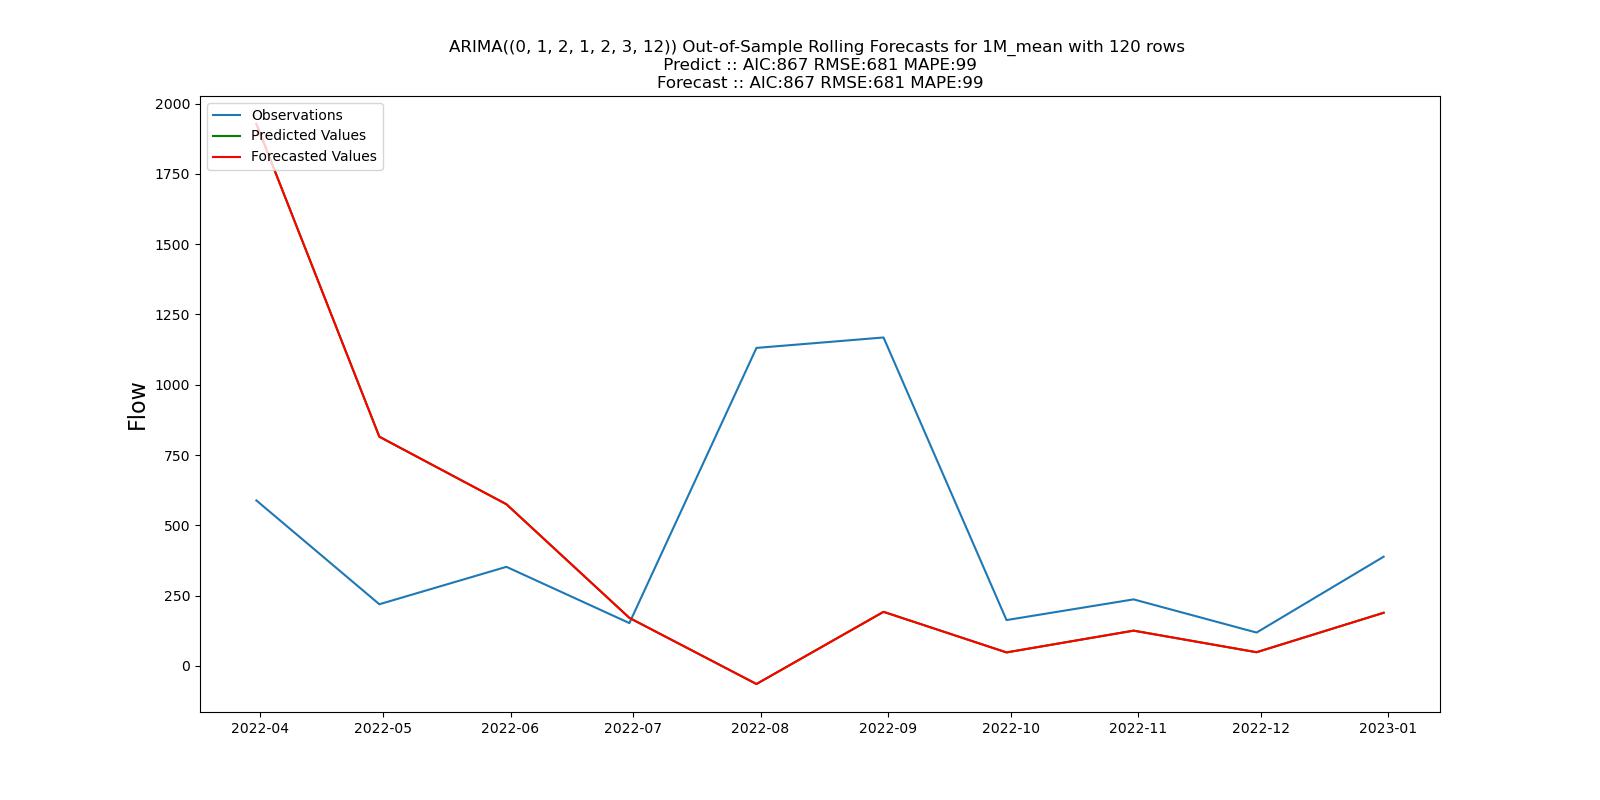 ARIMA((0, 1, 2, 1, 2, 3, 12)) Out-of-Sample Rolling Forecasts for 1M_mean with 120 rows
Predict :: AIC:867 RMSE:681 MAPE:99
Forecast :: AIC:867 RMSE:681 MAPE:99
Observations
Predicted Values
Forecasted Values
Flow
2000
1750
1500
1250
1000
750
500
250
0
2022-04 2022-05 2022-06 2022-07 2022-08 2022-09 2022-10 2022-11 2022-12 2023-01